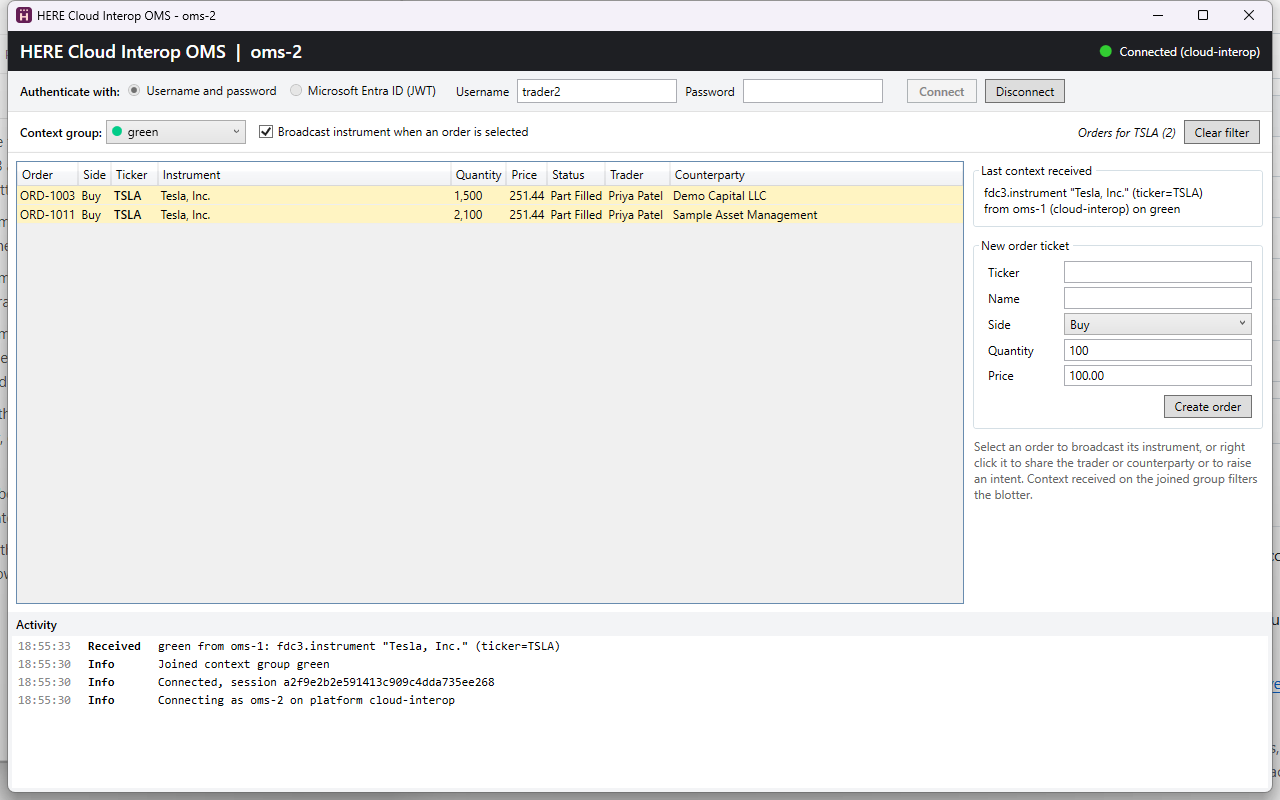 HERE Cloud Interop OMS - oms-2
HERE Cloud Interop OMS | oms-2
Connected (cloud-interop)
Authenticate with: Username and password Microsoft Entra ID (JWT) Username trader2 Password Connect Disconnect
Context group: green Broadcast instrument when an order is selected Orders for TSLA (2) Clear filter
Order Side Ticker Instrument Quantity Price Status Trader Counterparty
ORD-1003 Buy TSLA Tesla, Inc. 1,500 251.44 Part Filled Priya Patel Demo Capital LLC
ORD-1011 Buy TSLA Tesla, Inc. 2,100 251.44 Part Filled Priya Patel Sample Asset Management
Last context received
fdc3.instrument "Tesla, Inc." (ticker=TSLA)
from oms-1 (cloud-interop) on green
New order ticket
Ticker
Name
Side Buy
Quantity 100
Price 100.00
Create order
Select an order to broadcast its instrument, or right
click it to share the trader or counterparty or to raise
an intent. Context received on the joined group filters
the blotter.
Activity
18:55:33 Received green from oms-1: fdc3.instrument "Tesla, Inc." (ticker=TSLA)
18:55:30 Info Joined context group green
18:55:30 Info Connected, session a2f9e2b2e591413c909c4dda735ee268
18:55:30 Info Connecting as oms-2 on platform cloud-interop